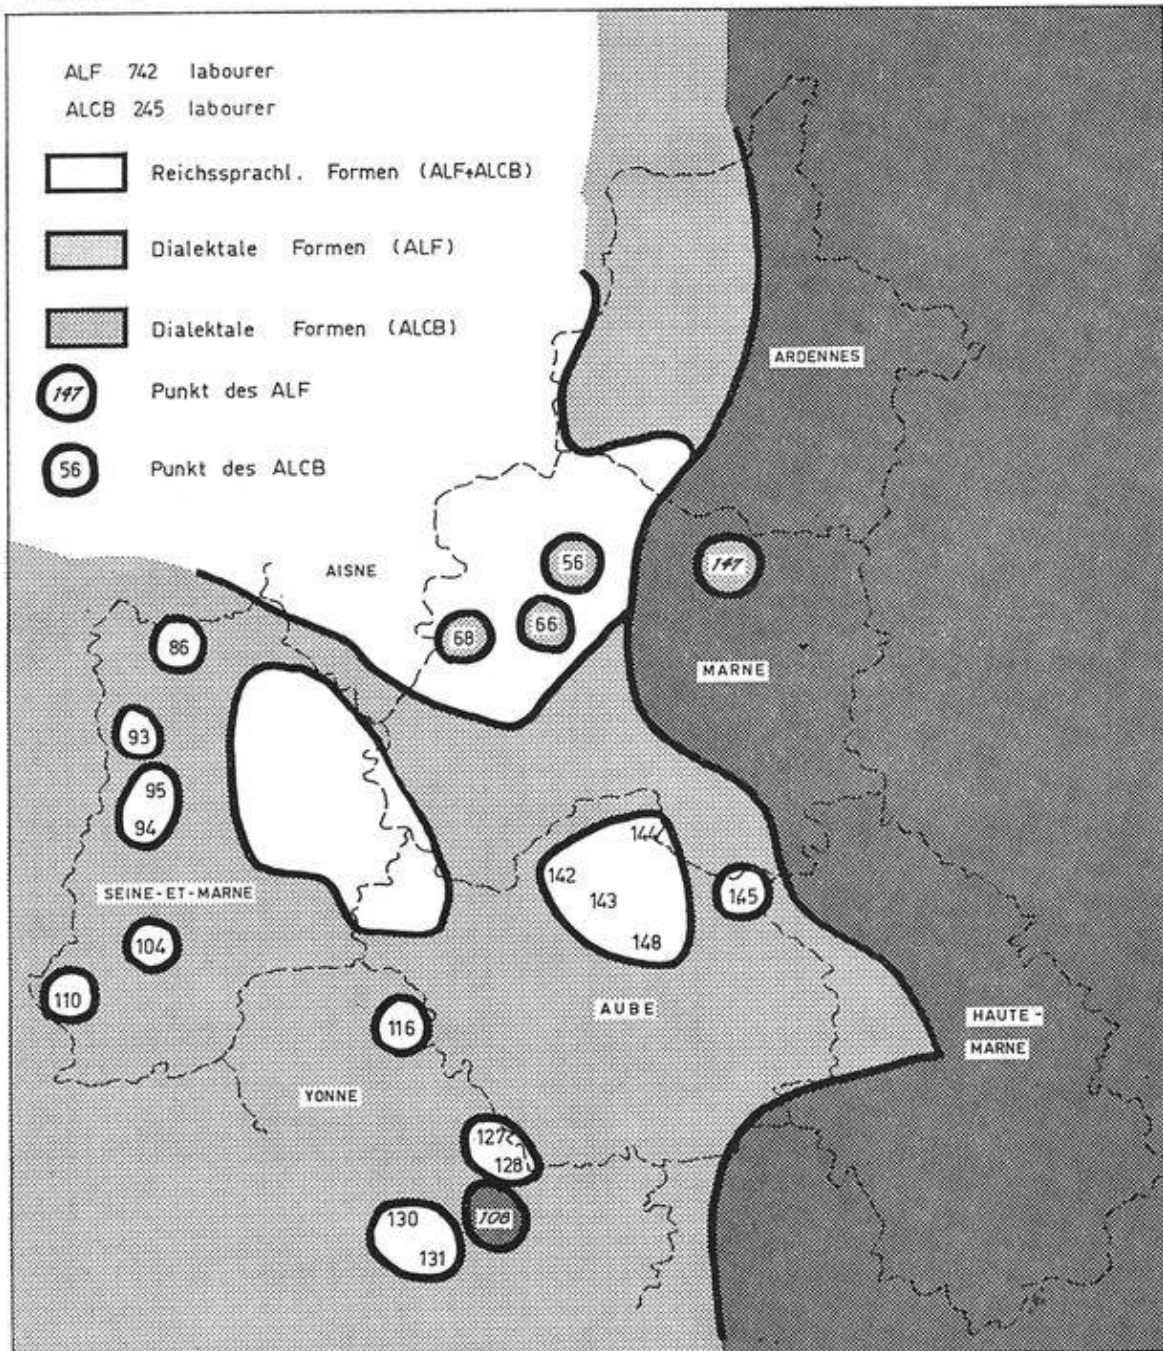 ALF 742 labourer
ALCB 245 labourer
Reichssprachl. Formen (ALF+ALCB)
Dialektale Formen (ALF)
Dialektale Formen (ALCB)
147 Punkt des ALF
56 Punkt des ALCB
ARDENNES
AISNE
56
147
68
66
86
MARNE
93
95
94
144
142
143
145
148
SEINE-ET-MARNE
104
110
116
AUBE
HAUTE-
MARNE
YONNE
127
128
108
130
131